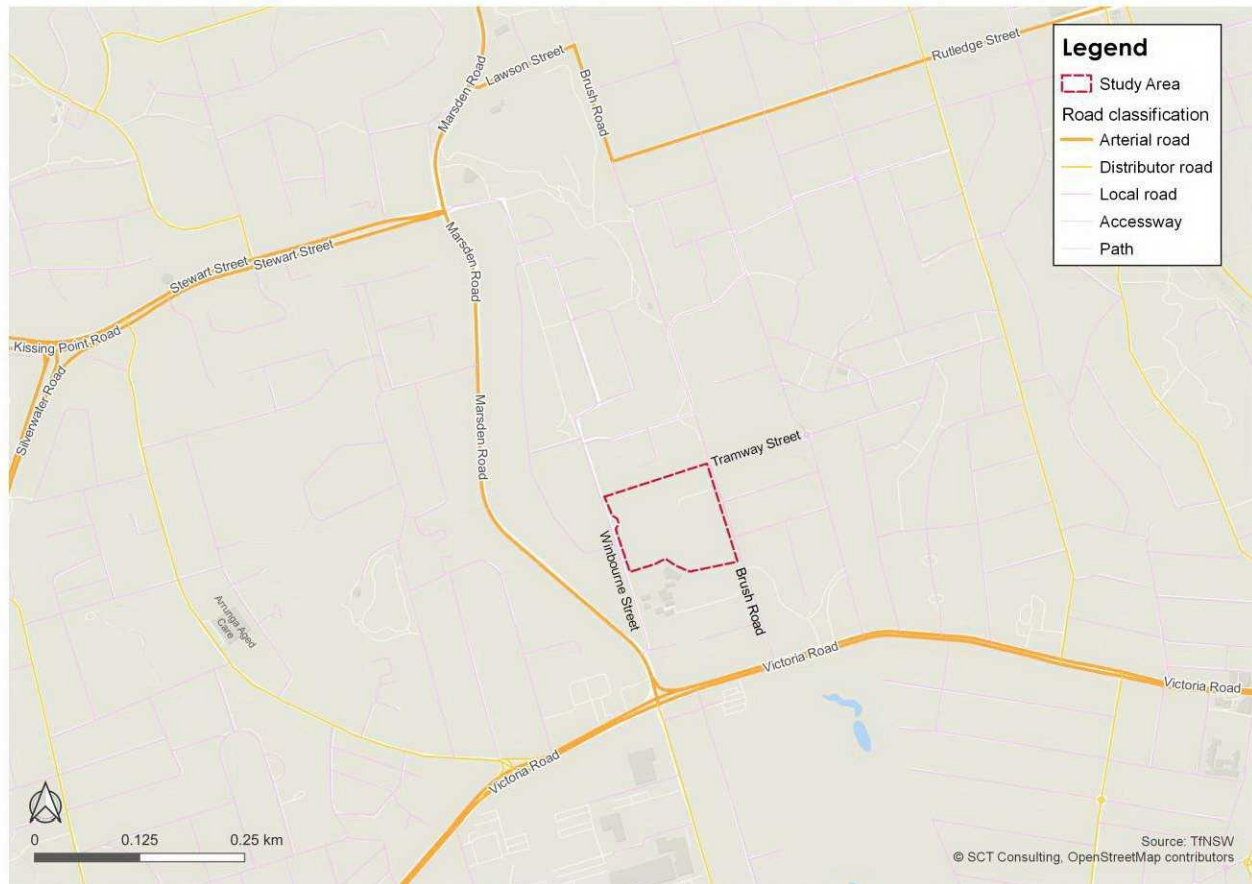 Rutledge Street
Lawson Street
Marsden Road
Brush Road
Marsden Road
Stewart Street
Stewart Street
Kissing Point Road
Silverwater Road
Marsden Road
Tramway Street
Winbourne Street
Brush Road
Arrunga Aged
Care
Victoria Road
Victoria Road
Victoria Road
Legend
Study Area
Road classification
Arterial road
Distributor road
Local road
Accessway
Path
0 0.125 0.25 km
Source: TfNSW
© SCT Consulting, OpenStreetMap contributors